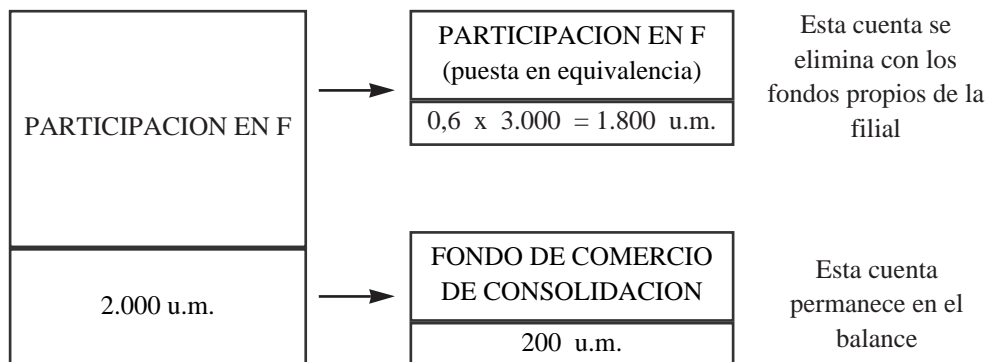 PARTICIPACION EN F
2.000 u.m.
PARTICIPACION EN F
(puesta en equivalencia)
0,6 x 3.000 = 1.800 u.m.
Esta cuenta se
elimina con los
fondos propios de la
filial
FONDO DE COMERCIO
DE CONSOLIDACION
200 u.m.
Esta cuenta
permanece en el
balance